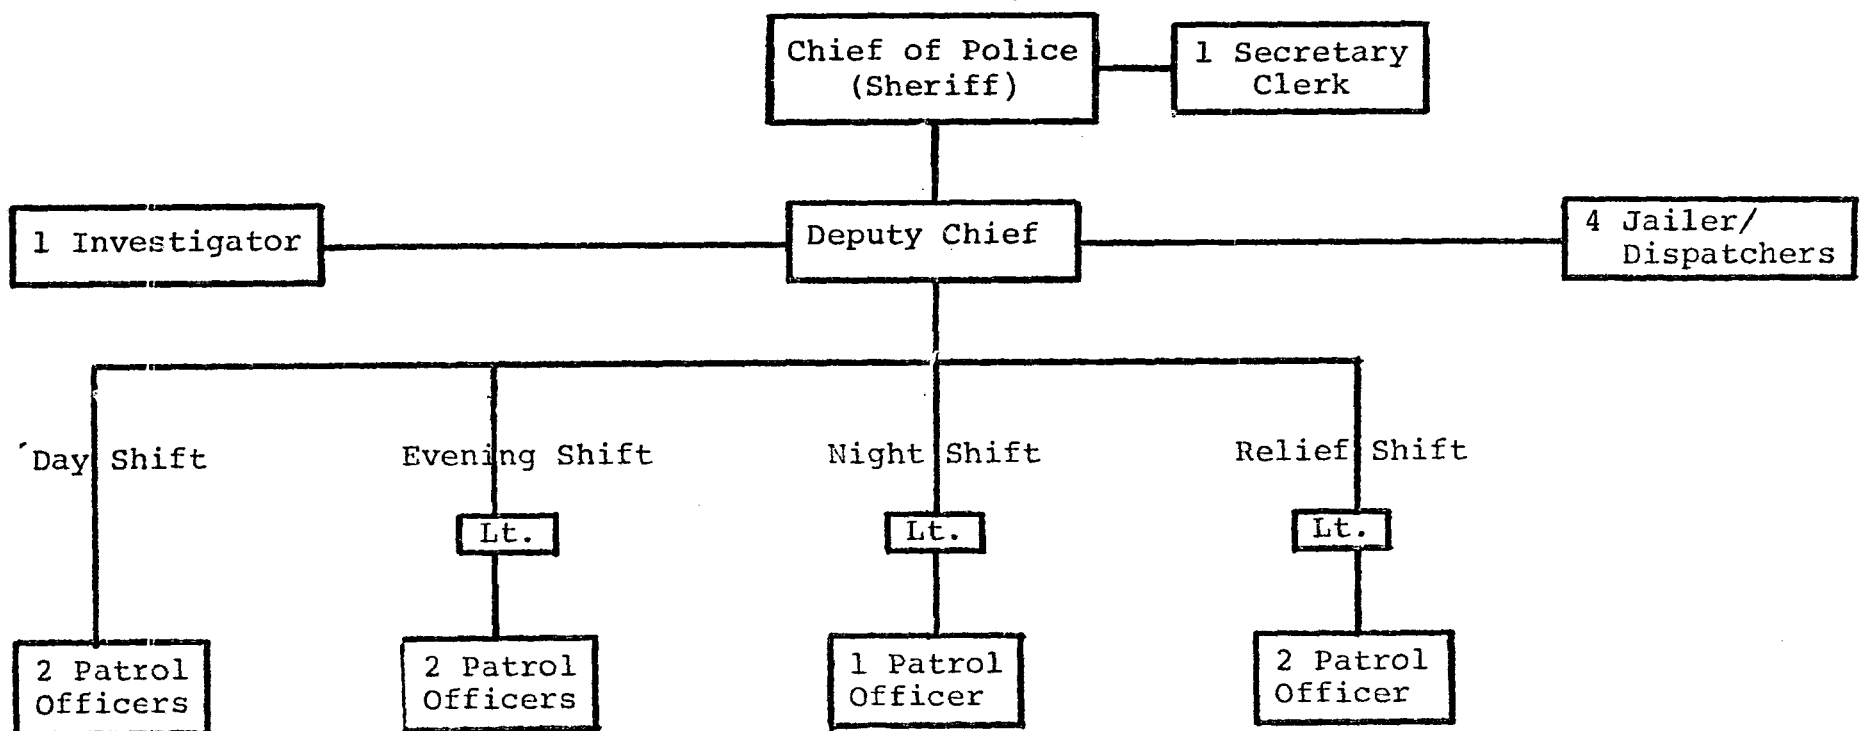 Chief of Police
(Sheriff)
1 Secretary
Clerk
1 Investigator
Deputy Chief
4 Jailer/
Dispatchers
Day Shift
Evening Shift
Night Shift
Relief Shift
Lt.
Lt.
Lt.
2 Patrol
Officers
2 Patrol
Officers
1 Patrol
Officer
2 Patrol
Officer